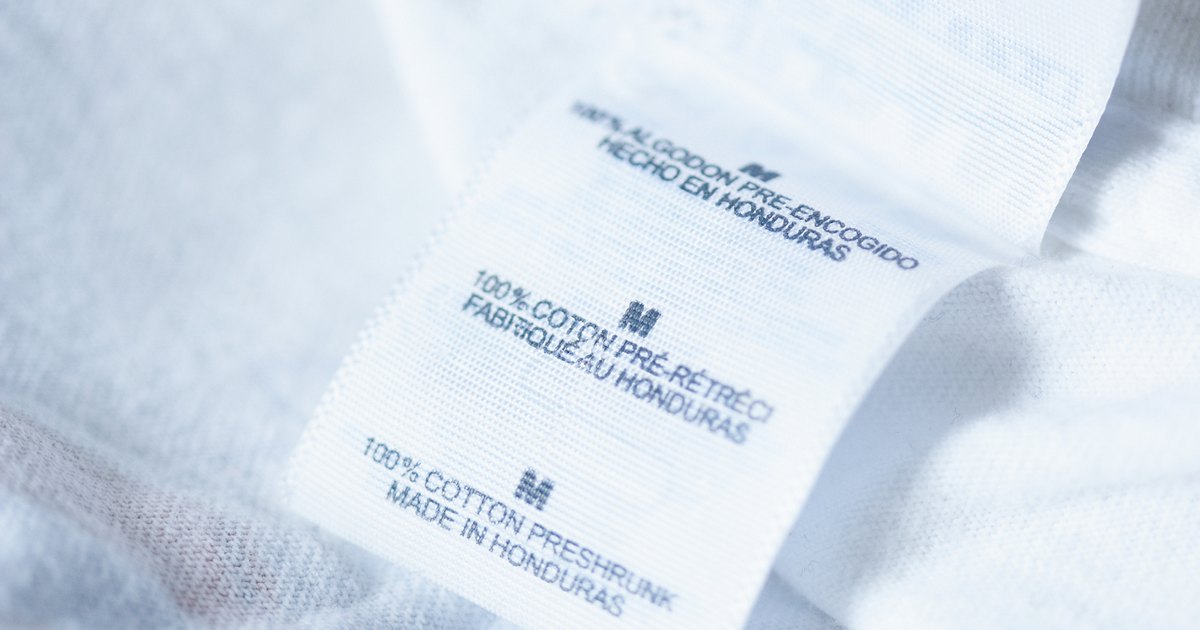 M
100% ALGODON PRE-ENCOGIDO
HECHO EN HONDURAS
M
100% COTON PRÉ-RÉTRÉCI
FABRIQUÉ AU HONDURAS
M
100% COTTON PRESHRUNK
MADE IN HONDURAS